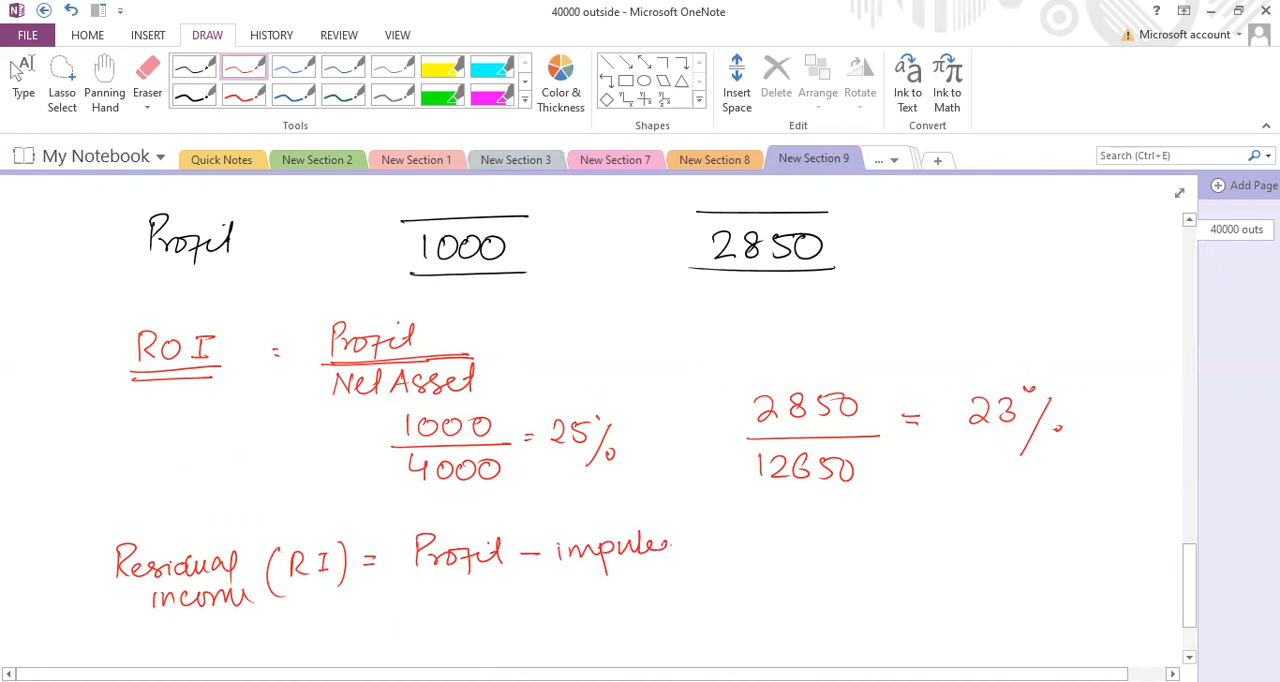 40000 outside - Microsoft OneNote
?
FILE HOME INSERT DRAW HISTORY REVIEW VIEW
Microsoft account
Type Lasso Select Panning Hand Eraser
Color & Thickness
Insert Space Delete Arrange Rotate
Ink to Text Ink to Math
Tools Shapes Edit Convert
My Notebook Quick Notes New Section 2 New Section 1 New Section 3 New Section 7 New Section 8 New Section 9 ... +
Search (Ctrl+E)
Add Page
40000 outs
Profit 1000 2850
ROI = Profit
Net Asset
1000 = 25%
4000
2850 = 23%
12650
Residual (RI) = Profit - impute
income